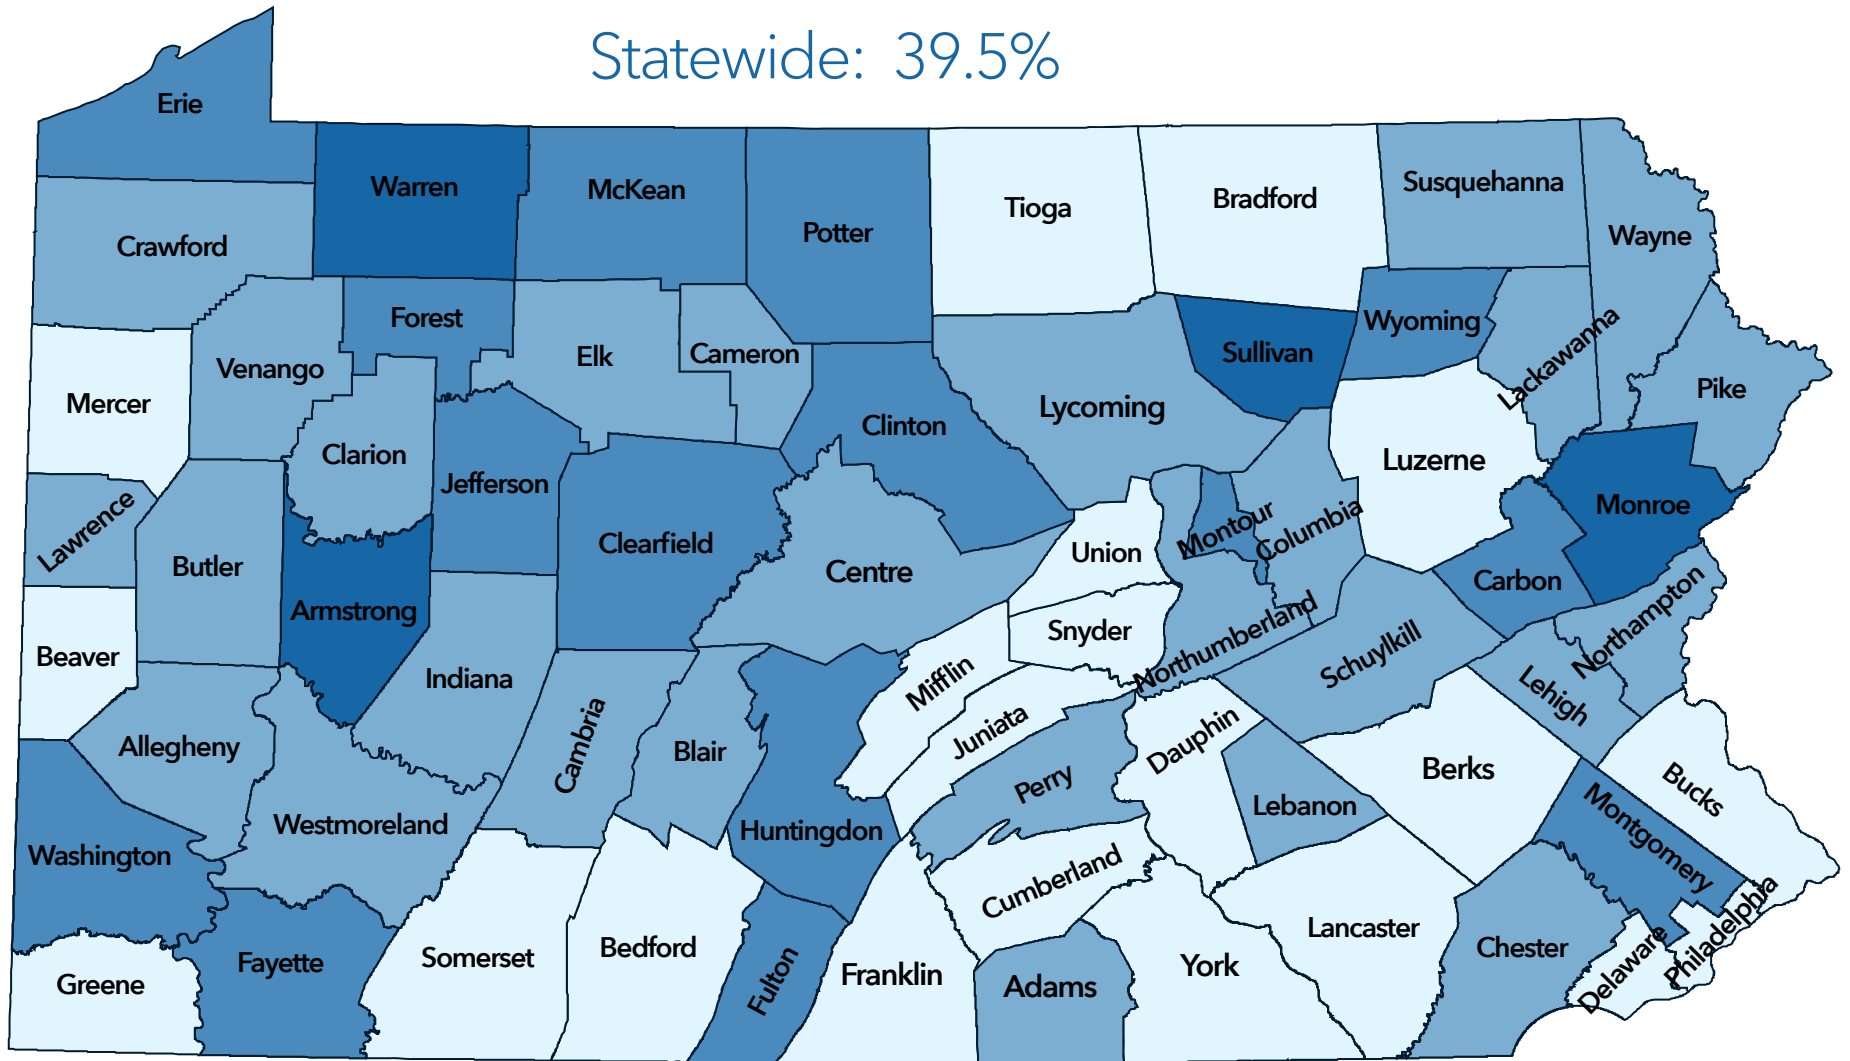 Statewide: 39.5%
Erie
Warren
McKean
Potter
Tioga
Bradford
Susquehanna
Wayne
Crawford
Forest
Venango
Elk
Cameron
Clinton
Lycoming
Sullivan
Wyoming
Lackawanna
Pike
Mercer
Clarion
Jefferson
Clearfield
Centre
Luzerne
Monroe
Lawrence
Butler
Armstrong
Union
Montour
Columbia
Carbon
Northampton
Beaver
Indiana
Snyder
Northumberland
Schuylkill
Lehigh
Mifflin
Juniata
Allegheny
Cambria
Blair
Perry
Dauphin
Berks
Bucks
Westmoreland
Huntingdon
Lebanon
Montgomery
Washington
Cumberland
Lancaster
Chester
Philadelphia
Delaware
Greene
Fayette
Somerset
Bedford
Fulton
Franklin
Adams
York